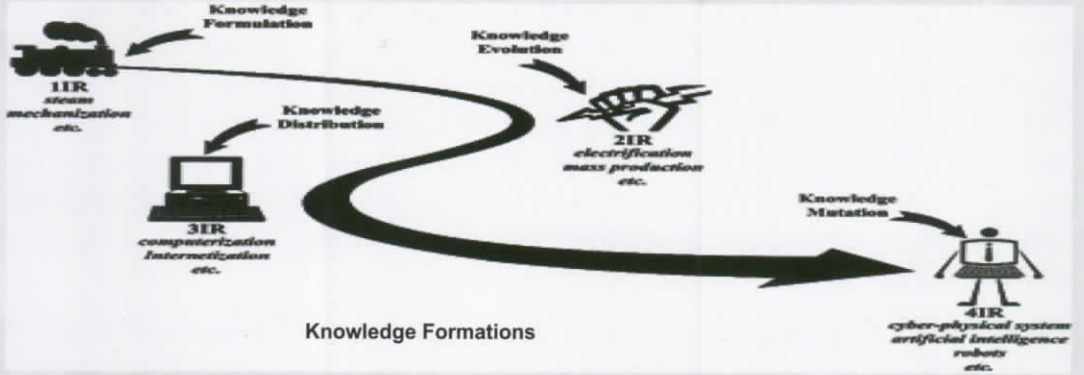 Knowledge
Formulation
1IR
steam
mechanization
etc.
Knowledge
Evolution
2IR
electrification
mass production
etc.
Knowledge
Distribution
3IR
computerization
Internetization
etc.
Knowledge
Mutation
4IR
cyber-physical system
artificial intelligence
robots
etc.
Knowledge Formations